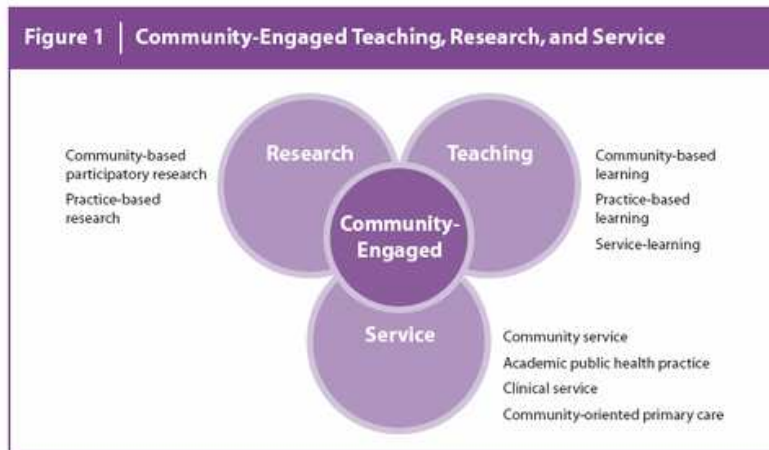 Figure 1 | Community-Engaged Teaching, Research, and Service
Research
Teaching
Community-based
participatory research
Practice-based
research
Community-based
learning
Practice-based
learning
Service-learning
Community-
Engaged
Service
Community service
Academic public health practice
Clinical service
Community-oriented primary care